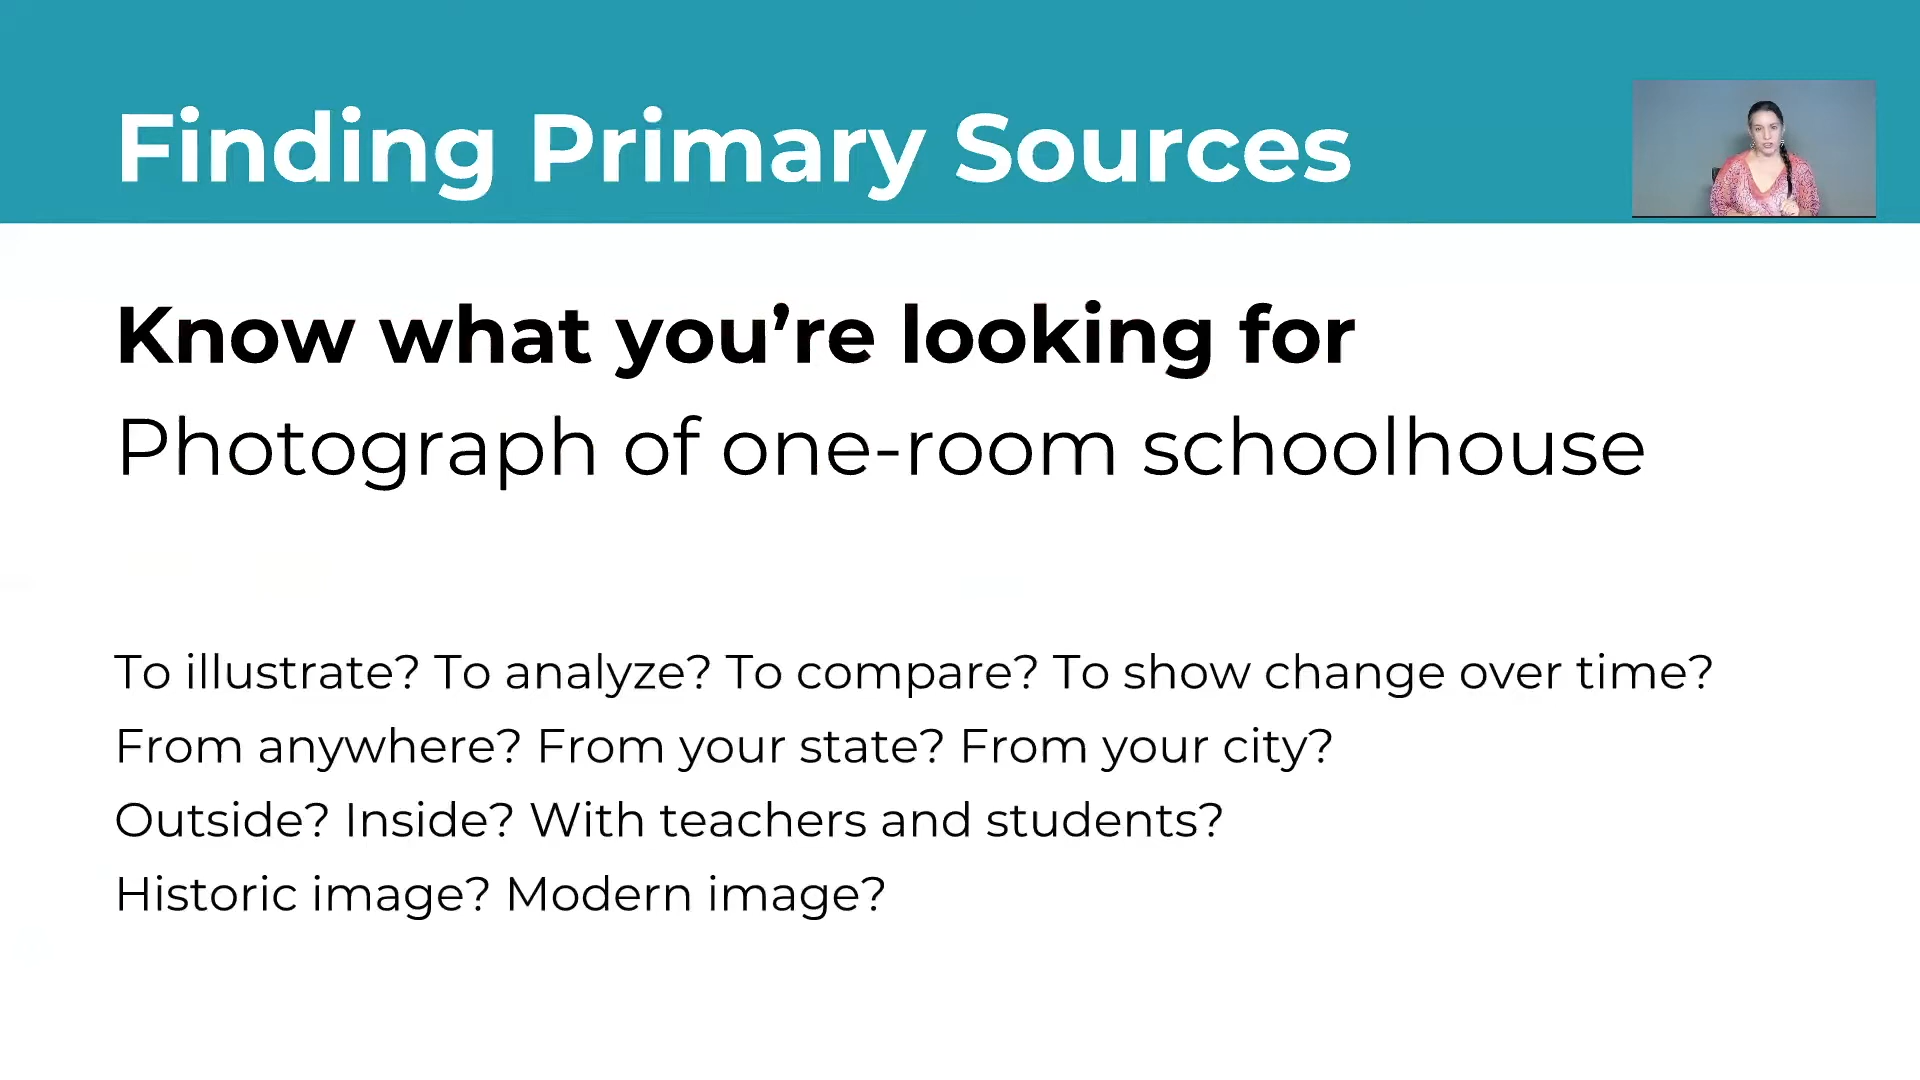 Finding Primary Sources
Know what you’re looking for
Photograph of one-room schoolhouse
To illustrate? To analyze? To compare? To show change over time?
From anywhere? From your state? From your city?
Outside? Inside? With teachers and students?
Historic image? Modern image?